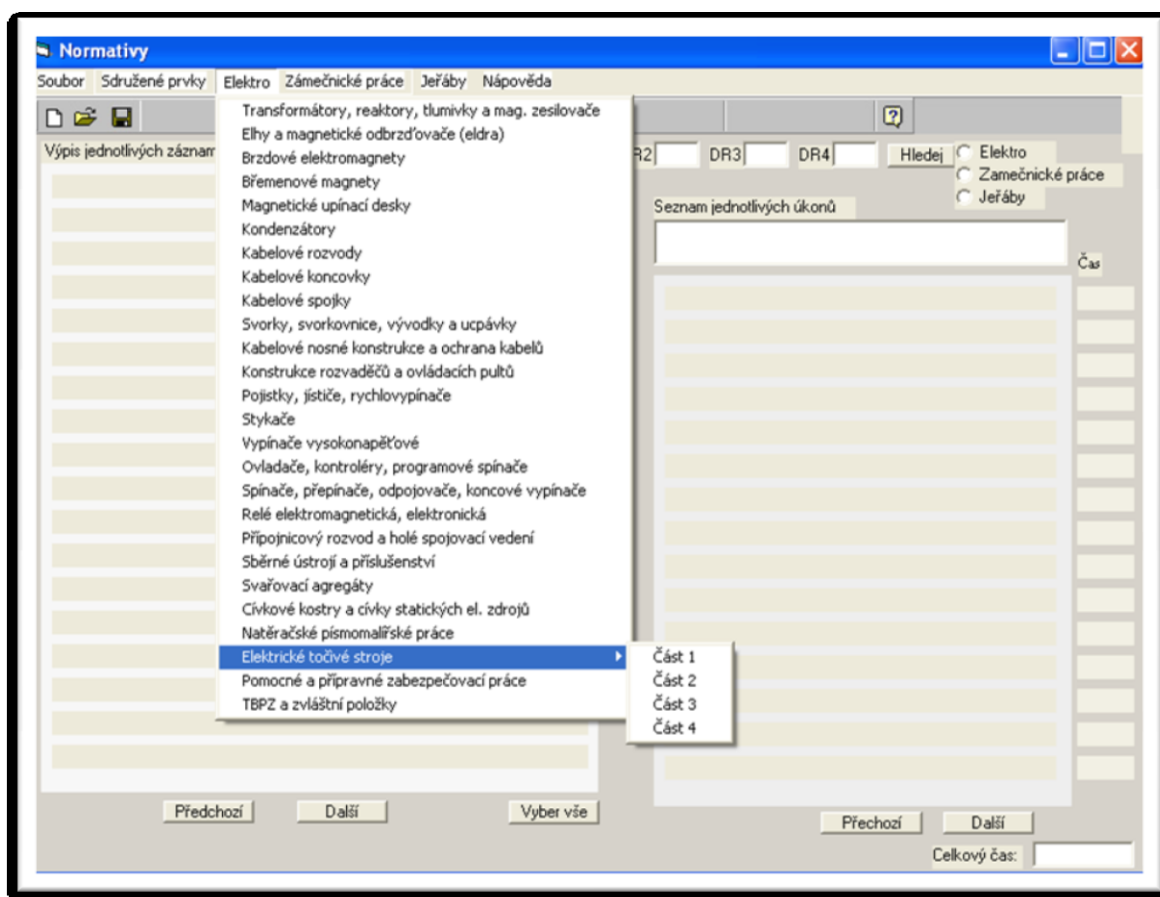 Normativy
Soubor Sdružené prvky Elektro Zámečnické práce Jeřáby Nápověda
Transformátory, reaktory, tlumivky a mag. zesilovače
Elhy a magnetické odbrzďovače (eldra)
Brzdové elektromagnety
Břemenové magnety
Magnetické upínací desky
Kondenzátory
Kabelové rozvody
Kabelové koncovky
Kabelové spojky
Svorky, svorkovnice, vývodky a ucpávky
Kabelové nosné konstrukce a ochrana kabelů
Konstrukce rozvaděčů a ovládacích pultů
Pojistky, jístiče, rychlovypínače
Stykače
Vypínače vysokonapěťové
Ovladače, kontroléry, programové spínače
Spínače, přepínače, odpojovače, koncové vypínače
Relé elektromagnetická, elektronická
Přípojnicový rozvod a holé spojovací vedení
Sběrné ústrojí a příslušenství
Svařovací agregáty
Cívkové kostry a cívky statických el. zdrojů
Natěračské písmomalířské práce
Elektrické točivé stroje
Pomocné a přípravné zabezpečovací práce
TBPZ a zvláštní položky
Část 1
Část 2
Část 3
Část 4
Výpis jednotlivých záznam
R2 DR3 DR4 Hledej
Elektro
Zamečnické práce
Jeřáby
Seznam jednotlivých úkonů
Čas
Předchozí Další Vyber vše
Přechozí Další
Celkový čas: